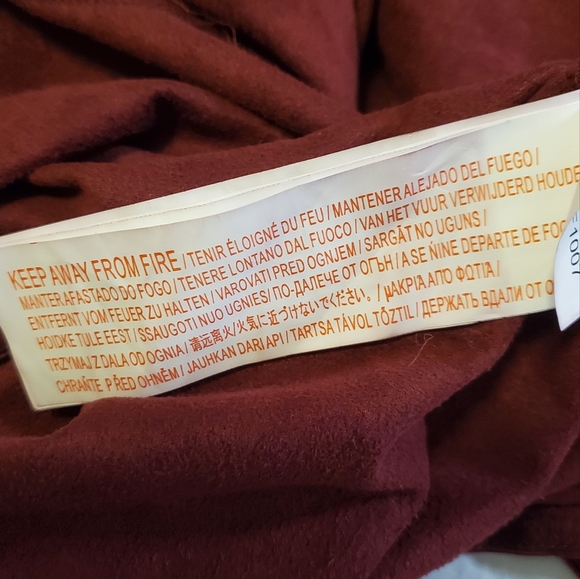 KEEP AWAY FROM FIRE / TENIR ÉLOIGNÉ DU FEU / MANTENER ALEJADO DEL FUEGO /
MANTER AFASTADO DO FOGO / TENERE LONTANO DAL FUOCO / VAN HET VUUR VERWIJDERD HOUDE
ENTFERNT VOM FEUER ZU HALTEN / VAROVATI PRED OGNJEM / SARGĀT NO UGUNS /
HOIDKE TULE EEST / SSAUGOTI NUO UGNIES / ПО-ДАЛЕЧЕ ОТ ОГЪН / A SE ŃINE DEPARTE DE FOC
TRZYMAJ Z DALA OD OGNIA / 请远离火 / 火気に近づけないでください。 / μΑΚΡΙΑ ΑΠΟ ΦΩΤΙΑ /
CHRAŇTE PŘED OHNĚM / JAUHKAN DARI API / TARTSA TÁVOL TŰZTŐL / ДЕРЖАТЬ ВДАЛИ ОТ О
1007